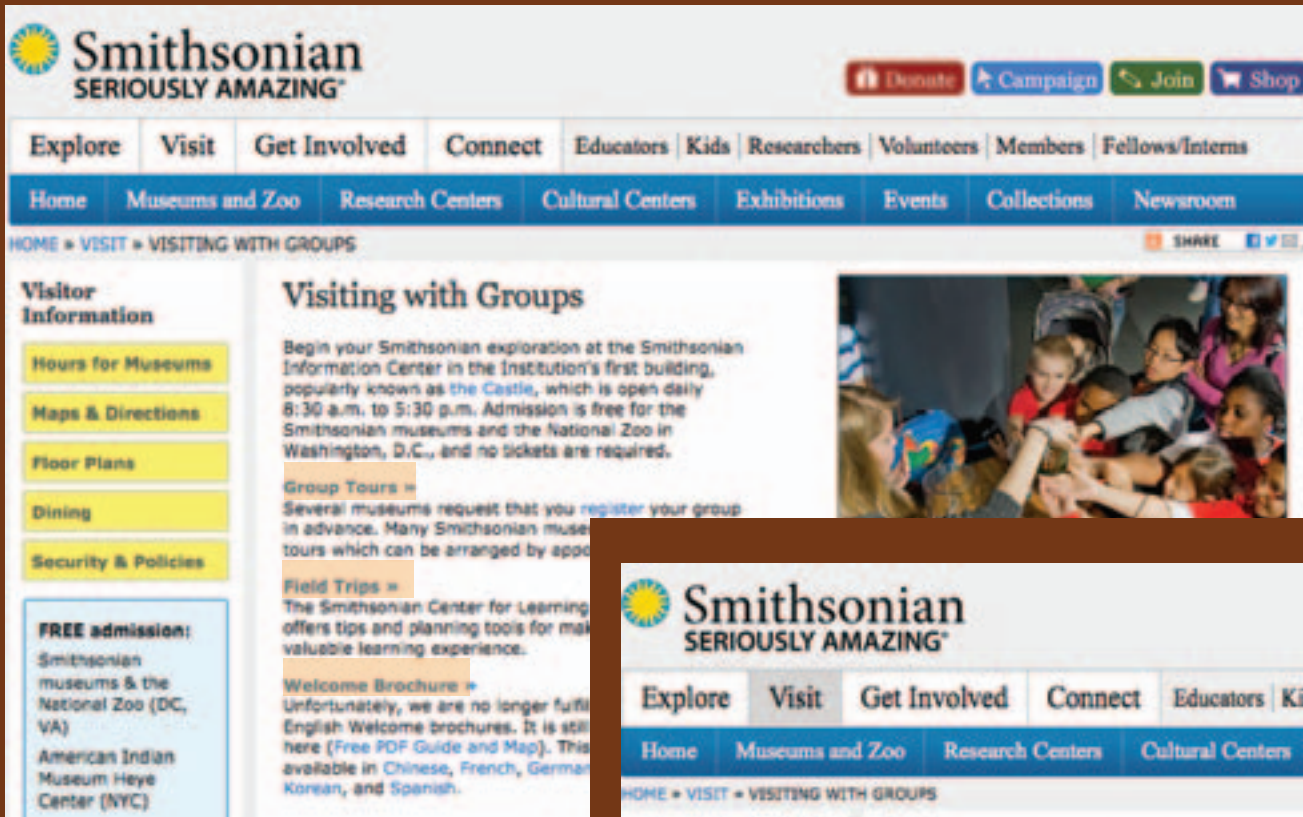 Smithsonian
SERIOUSLY AMAZING™
Donate Campaign Join Shop
Explore Visit Get Involved Connect Educators Kids Researchers Volunteers Members Fellows/Interns
Home Museums and Zoo Research Centers Cultural Centers Exhibitions Events Collections Newsroom
HOME » VISIT » VISITING WITH GROUPS
SHARE
Visitor
Information
Hours for Museums
Maps & Directions
Floor Plans
Dining
Security & Policies
FREE admission:
Smithsonian
museums & the
National Zoo (DC,
VA)
American Indian
Museum Heye
Center (NYC)
Visiting with Groups
Begin your Smithsonian exploration at the Smithsonian
Information Center in the Institution's first building,
popularly known as the Castle, which is open daily
8:30 a.m. to 5:30 p.m. Admission is free for the
Smithsonian museums and the National Zoo in
Washington, D.C., and no tickets are required.
Group Tours »
Several museums request that you register your group
in advance. Many Smithsonian muse
tours which can be arranged by appo
Field Trips »
The Smithsonian Center for Learning
offers tips and planning tools for mak
valuable learning experience.
Welcome Brochure »
Unfortunately, we are no longer fulfil
English Welcome brochures. It is still
here (Free PDF Guide and Map). This
available in Chinese, French, German
Korean, and Spanish.
Smithsonian
SERIOUSLY AMAZING™
Explore Visit Get Involved Connect Educators Ki
Home Museums and Zoo Research Centers Cultural Centers
HOME » VISIT » VISITING WITH GROUPS